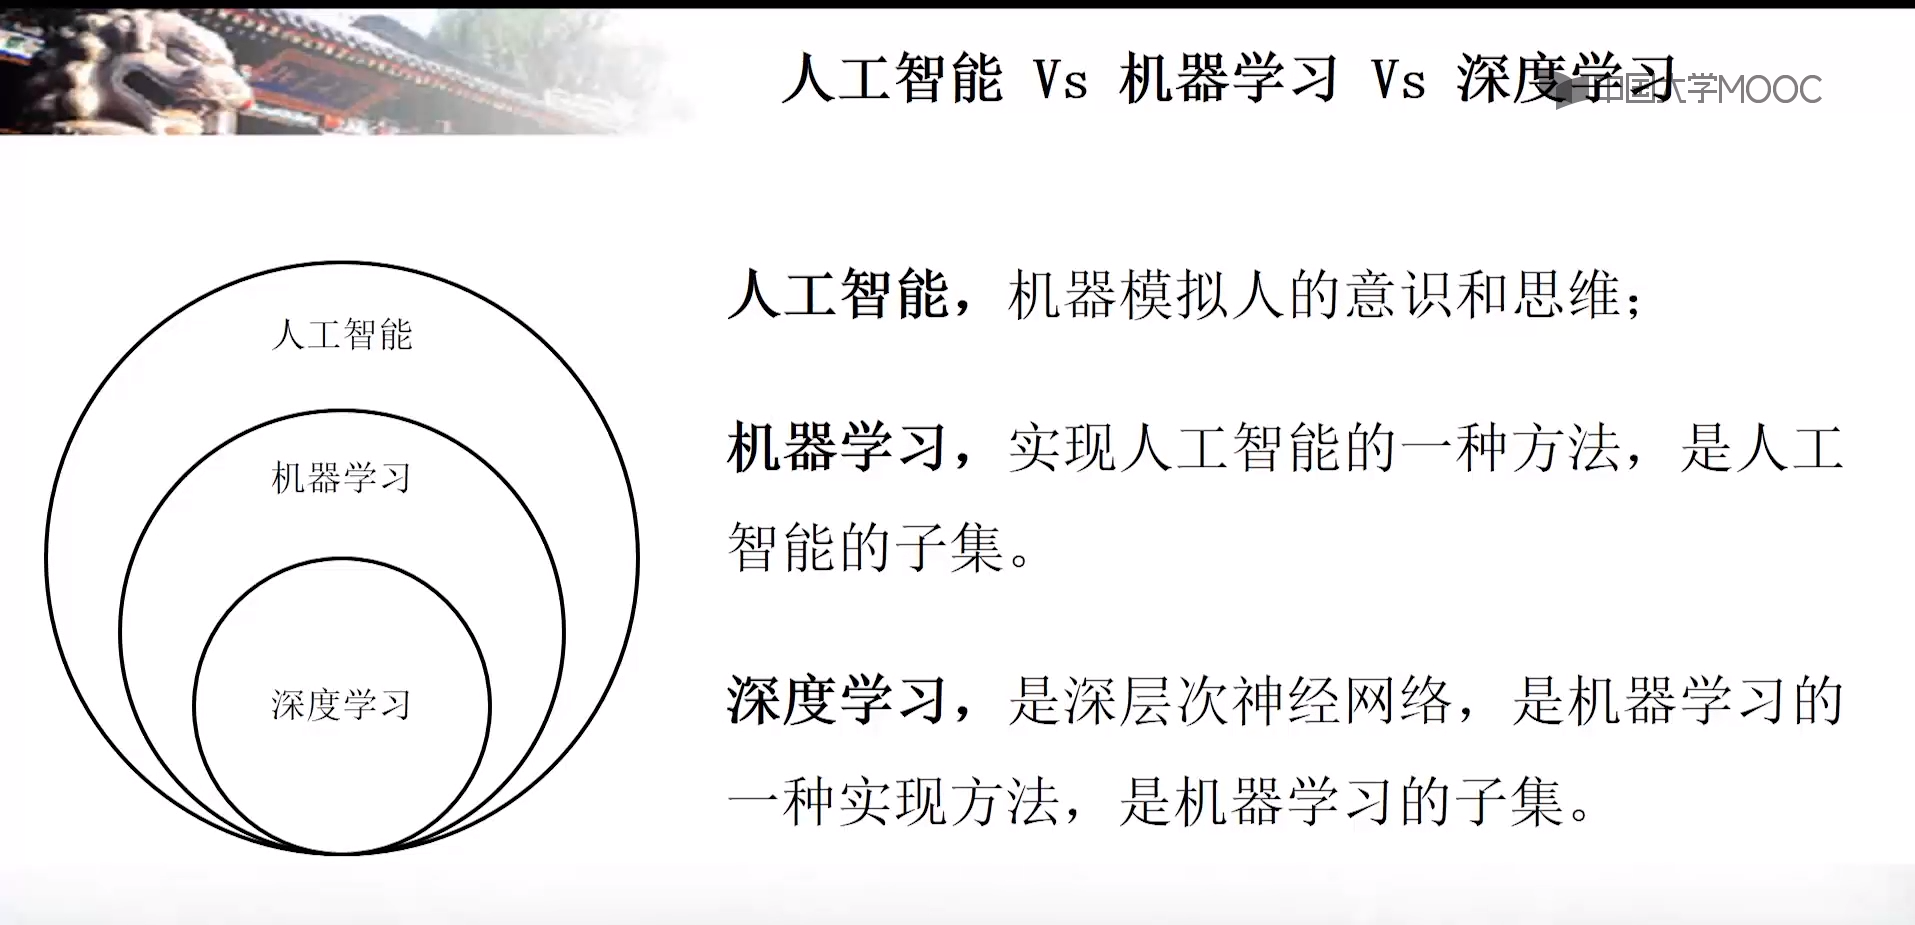 人工智能 Vs 机器学习 Vs 深度学习
中国大学MOOC
人工智能
机器学习
深度学习
人工智能，机器模拟人的意识和思维；
机器学习，实现人工智能的一种方法，是人工
智能的子集。
深度学习，是深层次神经网络，是机器学习的
一种实现方法，是机器学习的子集。